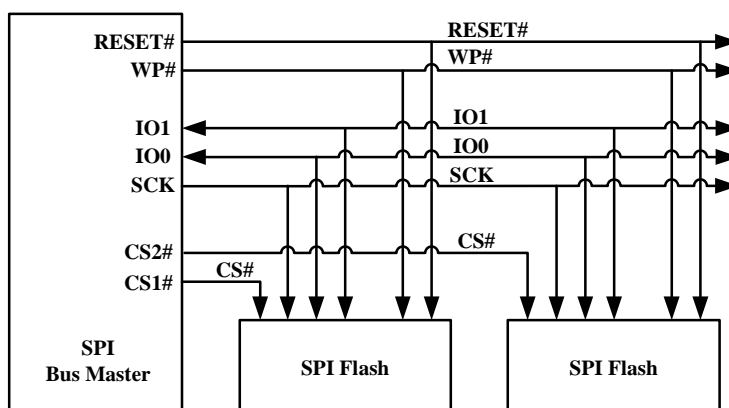 RESET#
RESET#
WP#
WP#
IO1
IO1
IO0
IO0
SCK
SCK
CS2#
CS#
CS1#
CS#
SPI
Bus Master
SPI Flash
SPI Flash